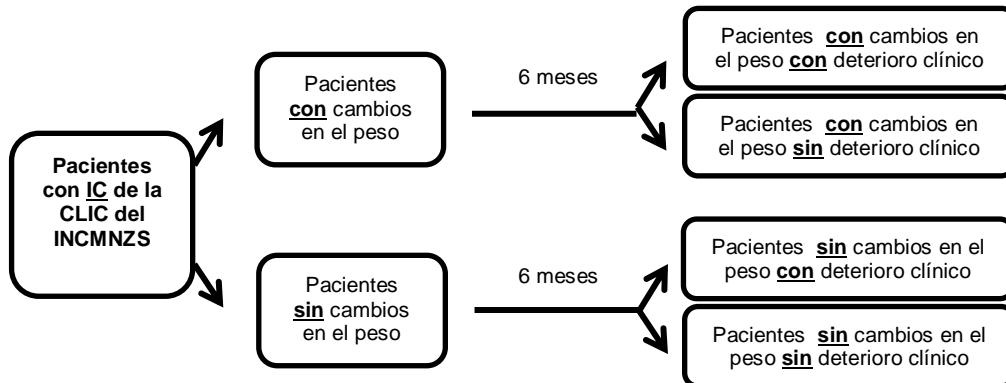 Pacientes
con IC de la
CLIC del
INCMNZS
Pacientes
con cambios
en el peso
6 meses
Pacientes con cambios en
el peso con deterioro clínico
Pacientes con cambios en
el peso sin deterioro clínico
Pacientes
sin cambios
en el peso
6 meses
Pacientes sin cambios en el
peso con deterioro clínico
Pacientes sin cambios en el
peso sin deterioro clínico